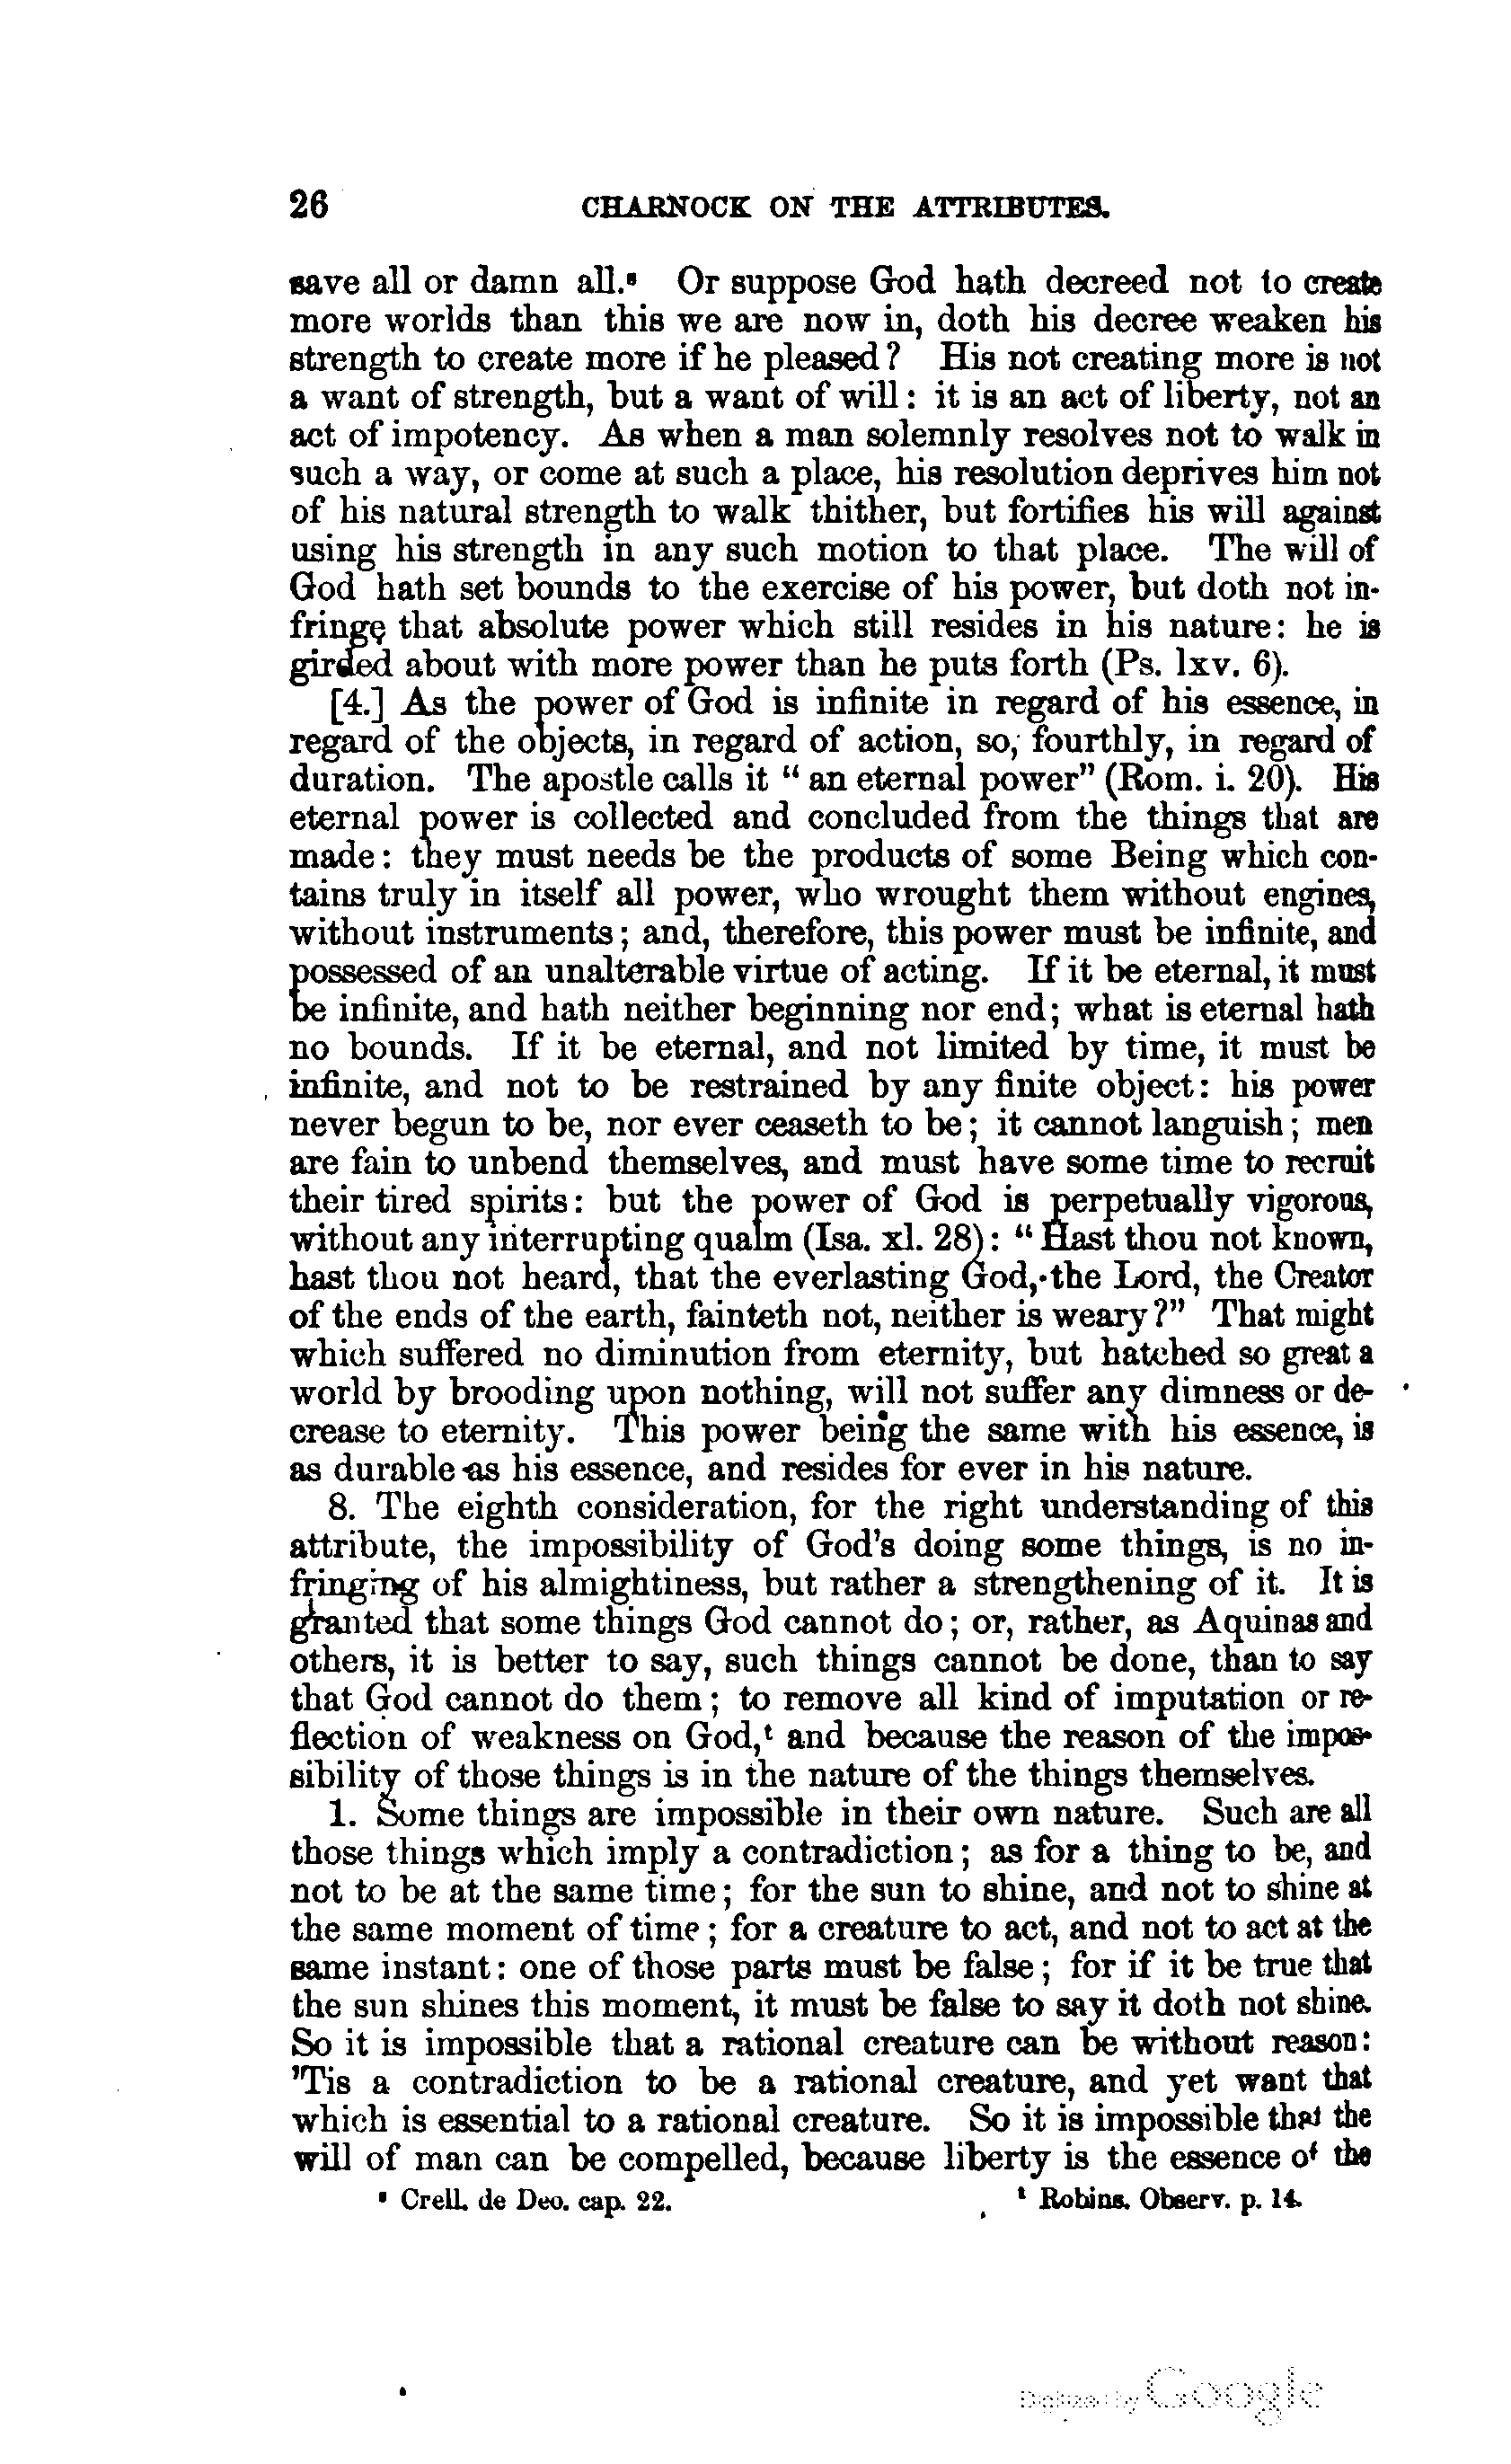 26 CHARNOCK ON THE ATTRIBUTES.
save all or damn all.ˢ Or suppose God hath decreed not to create
more worlds than this we are now in, doth his decree weaken his
strength to create more if he pleased? His not creating more is not
a want of strength, but a want of will: it is an act of liberty, not an
act of impotency. As when a man solemnly resolves not to walk in
such a way, or come at such a place, his resolution deprives him not
of his natural strength to walk thither, but fortifies his will against
using his strength in any such motion to that place. The will of
God hath set bounds to the exercise of his power, but doth not in-
fringe that absolute power which still resides in his nature: he is
girded about with more power than he puts forth (Ps. lxv. 6).
[4.] As the power of God is infinite in regard of his essence, in
regard of the objects, in regard of action, so, fourthly, in regard of
duration. The apostle calls it "an eternal power" (Rom. i. 20). His
eternal power is collected and concluded from the things that are
made: they must needs be the products of some Being which con-
tains truly in itself all power, who wrought them without engines,
without instruments; and, therefore, this power must be infinite, and
possessed of an unalterable virtue of acting. If it be eternal, it must
be infinite, and hath neither beginning nor end; what is eternal hath
no bounds. If it be eternal, and not limited by time, it must be
infinite, and not to be restrained by any finite object: his power
never begun to be, nor ever ceaseth to be; it cannot languish; men
are fain to unbend themselves, and must have some time to recruit
their tired spirits: but the power of God is perpetually vigorous,
without any interrupting qualm (Isa. xl. 28): "Hast thou not known,
hast thou not heard, that the everlasting God, the Lord, the Creator
of the ends of the earth, fainteth not, neither is weary?" That might
which suffered no diminution from eternity, but hatched so great a
world by brooding upon nothing, will not suffer any dimness or de-
crease to eternity. This power being the same with his essence, is
as durable as his essence, and resides for ever in his nature.
8. The eighth consideration, for the right understanding of this
attribute, the impossibility of God's doing some things, is no in-
fringing of his almightiness, but rather a strengthening of it. It is
granted that some things God cannot do; or, rather, as Aquinas and
others, it is better to say, such things cannot be done, than to say
that God cannot do them; to remove all kind of imputation or re-
flection of weakness on God,ᵗ and because the reason of the impos-
sibility of those things is in the nature of the things themselves.
1. Some things are impossible in their own nature. Such are all
those things which imply a contradiction; as for a thing to be, and
not to be at the same time; for the sun to shine, and not to shine at
the same moment of time; for a creature to act, and not to act at the
same instant: one of those parts must be false; for if it be true that
the sun shines this moment, it must be false to say it doth not shine.
So it is impossible that a rational creature can be without reason:
'Tis a contradiction to be a rational creature, and yet want that
which is essential to a rational creature. So it is impossible that the
will of man can be compelled, because liberty is the essence of the
ˢ Crell. de Deo. cap. 22. ᵗ Robins. Observ. p. 14.
Digitized by Google